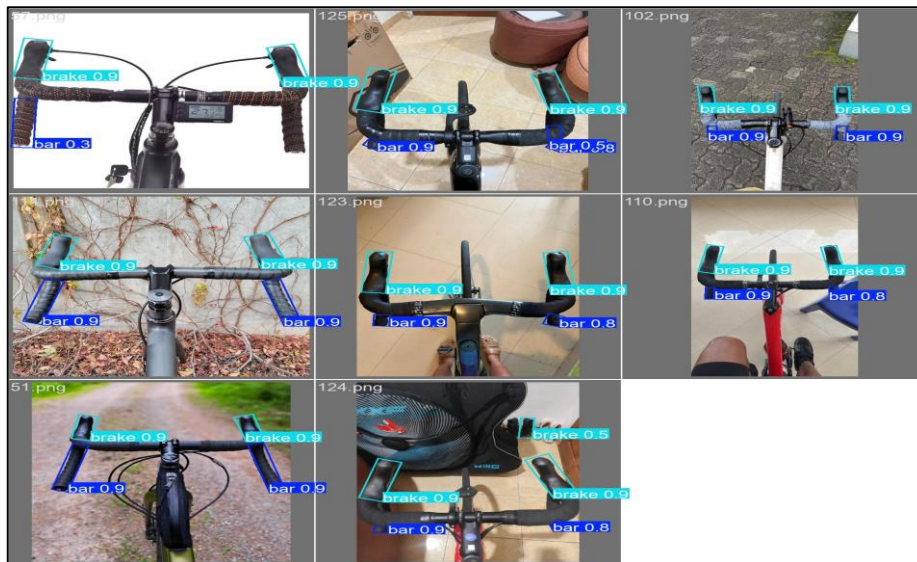 57.png
brake 0.9
brake 0.9
bar 0.3
125.png
brake 0.9
brake 0.9
bar 0.9
bar 0.5
102.png
brake 0.9
brake 0.9
bar 0.9
bar 0.9
brake 0.9
brake 0.9
bar 0.9
bar 0.9
123.png
brake 0.9
brake 0.9
bar 0.9
bar 0.8
110.png
brake 0.9
brake 0.9
bar 0.9
bar 0.8
51.png
brake 0.9
brake 0.9
bar 0.9
bar 0.9
124.png
brake 0.5
brake 0.9
brake 0.9
bar 0.9
bar 0.8